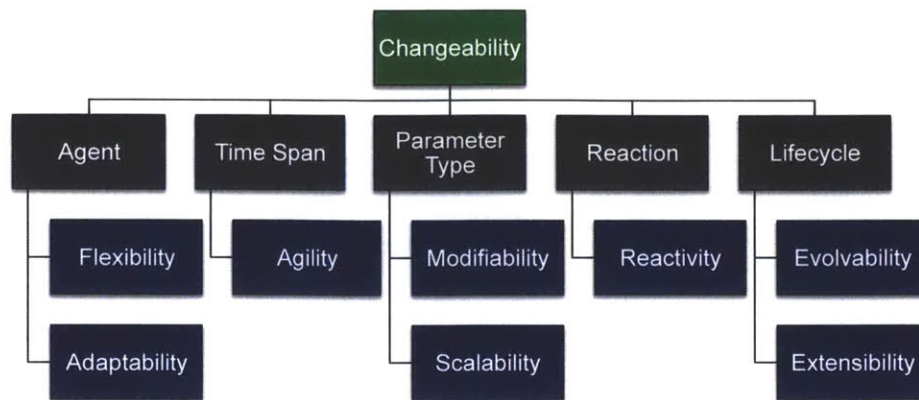 Changeability
Agent
Time Span
Parameter
Type
Reaction
Lifecycle
Flexibility
Agility
Modifiability
Reactivity
Evolvability
Adaptability
Scalability
Extensibility